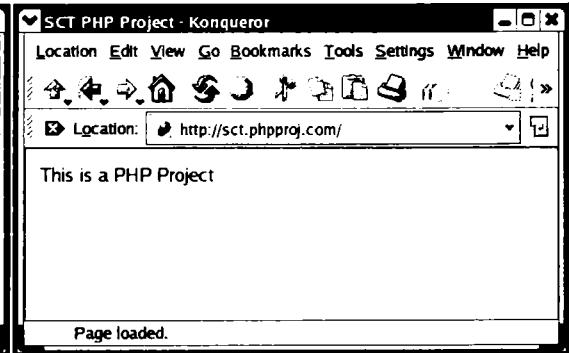 SCT PHP Project - Konqueror
Location Edit View Go Bookmarks Tools Settings Window Help
Location: http://sct.phpproj.com/
This is a PHP Project
Page loaded.